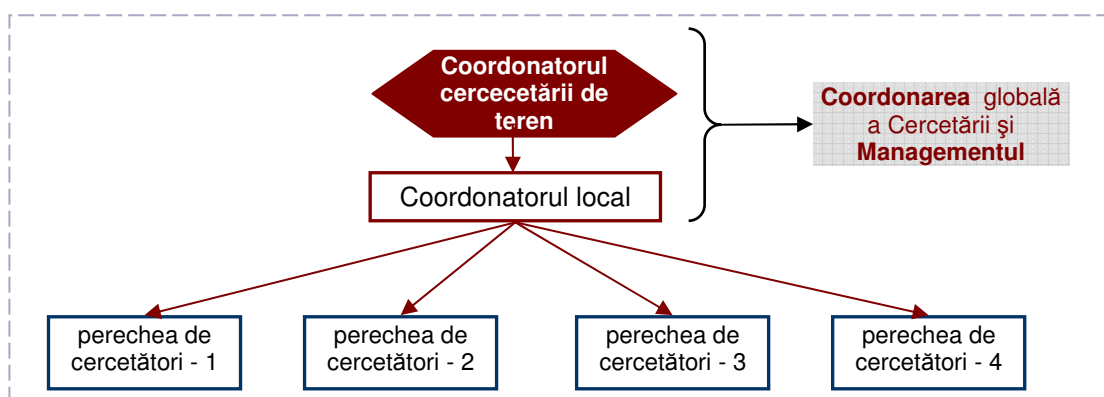 Coordonatorul
cercecetării de
teren
Coordonarea globală
a Cercetării şi
Managementul
Coordonatorul local
perechea de
cercetători - 1
perechea de
cercetători - 2
perechea de
cercetători - 3
perechea de
cercetători - 4